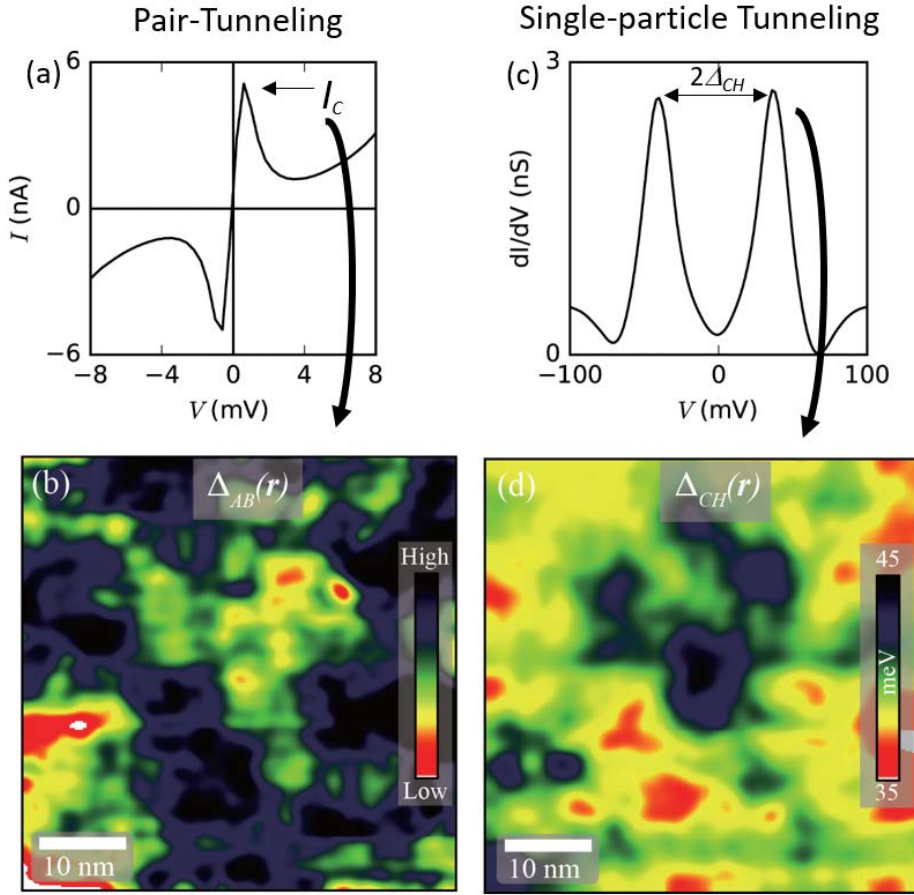 Pair-Tunneling
Single-particle Tunneling
(a)
6
0
−6
I (nA)
I_C
−8 −4 0 4 8
V (mV)
(c)
3
0
dI/dV (nS)
2Δ_CH
−100 0 100
V (mV)
(b)
Δ_AB(r)
High
Low
10 nm
(d)
Δ_CH(r)
45
meV
35
10 nm